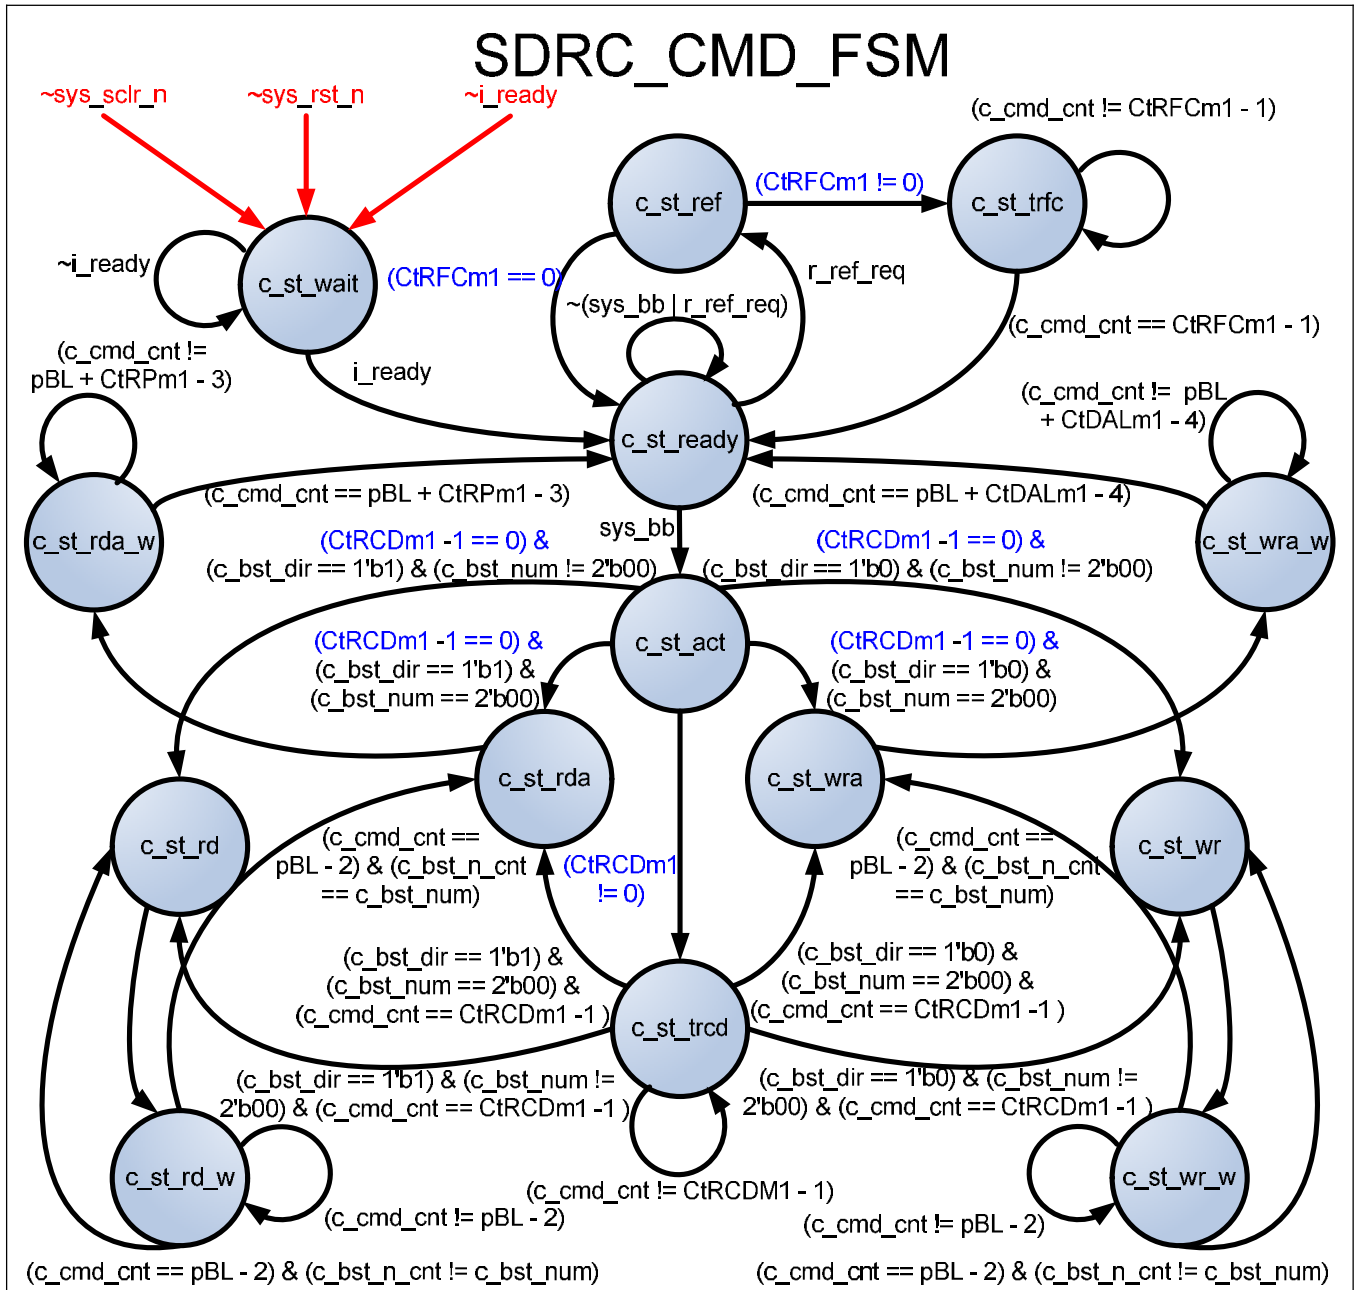 SDRC_CMD_FSM
~sys_sclr_n
~sys_rst_n
~i_ready
(c_cmd_cnt != CtRFCm1 - 1)
c_st_ref
(CtRFCm1 != 0)
c_st_trfc
~i_ready
c_st_wait
(CtRFCm1 == 0)
r_ref_req
~(sys_bb | r_ref_req)
(c_cmd_cnt == CtRFCm1 - 1)
(c_cmd_cnt !=
pBL + CtRPm1 - 3)
i_ready
(c_cmd_cnt != pBL
+ CtDALm1 - 4)
c_st_ready
(c_cmd_cnt == pBL + CtRPm1 - 3)
(c_cmd_cnt == pBL + CtDALm1 - 4)
c_st_rda_w
sys_bb
c_st_wra_w
(CtRCDm1 -1 == 0) &
(c_bst_dir == 1'b1) & (c_bst_num != 2'b00)
(CtRCDm1 -1 == 0) &
(c_bst_dir == 1'b0) & (c_bst_num != 2'b00)
c_st_act
(CtRCDm1 -1 == 0) &
(c_bst_dir == 1'b1) &
(c_bst_num == 2'b00)
(CtRCDm1 -1 == 0) &
(c_bst_dir == 1'b0) &
(c_bst_num == 2'b00)
c_st_rda
c_st_wra
c_st_rd
(c_cmd_cnt ==
pBL - 2) & (c_bst_n_cnt
== c_bst_num)
(CtRCDm1
!= 0)
(c_cmd_cnt ==
pBL - 2) & (c_bst_n_cnt
== c_bst_num)
c_st_wr
(c_bst_dir == 1'b1) &
(c_bst_num == 2'b00) &
(c_cmd_cnt == CtRCDm1 -1 )
(c_bst_dir == 1'b0) &
(c_bst_num == 2'b00) &
(c_cmd_cnt == CtRCDm1 -1 )
c_st_trcd
(c_bst_dir == 1'b1) & (c_bst_num !=
2'b00) & (c_cmd_cnt == CtRCDm1 -1 )
(c_bst_dir == 1'b0) & (c_bst_num !=
2'b00) & (c_cmd_cnt == CtRCDm1 -1 )
c_st_rd_w
c_st_wr_w
(c_cmd_cnt != CtRCDM1 - 1)
(c_cmd_cnt != pBL - 2)
(c_cmd_cnt != pBL - 2)
(c_cmd_cnt == pBL - 2) & (c_bst_n_cnt != c_bst_num)
(c_cmd_cnt == pBL - 2) & (c_bst_n_cnt != c_bst_num)